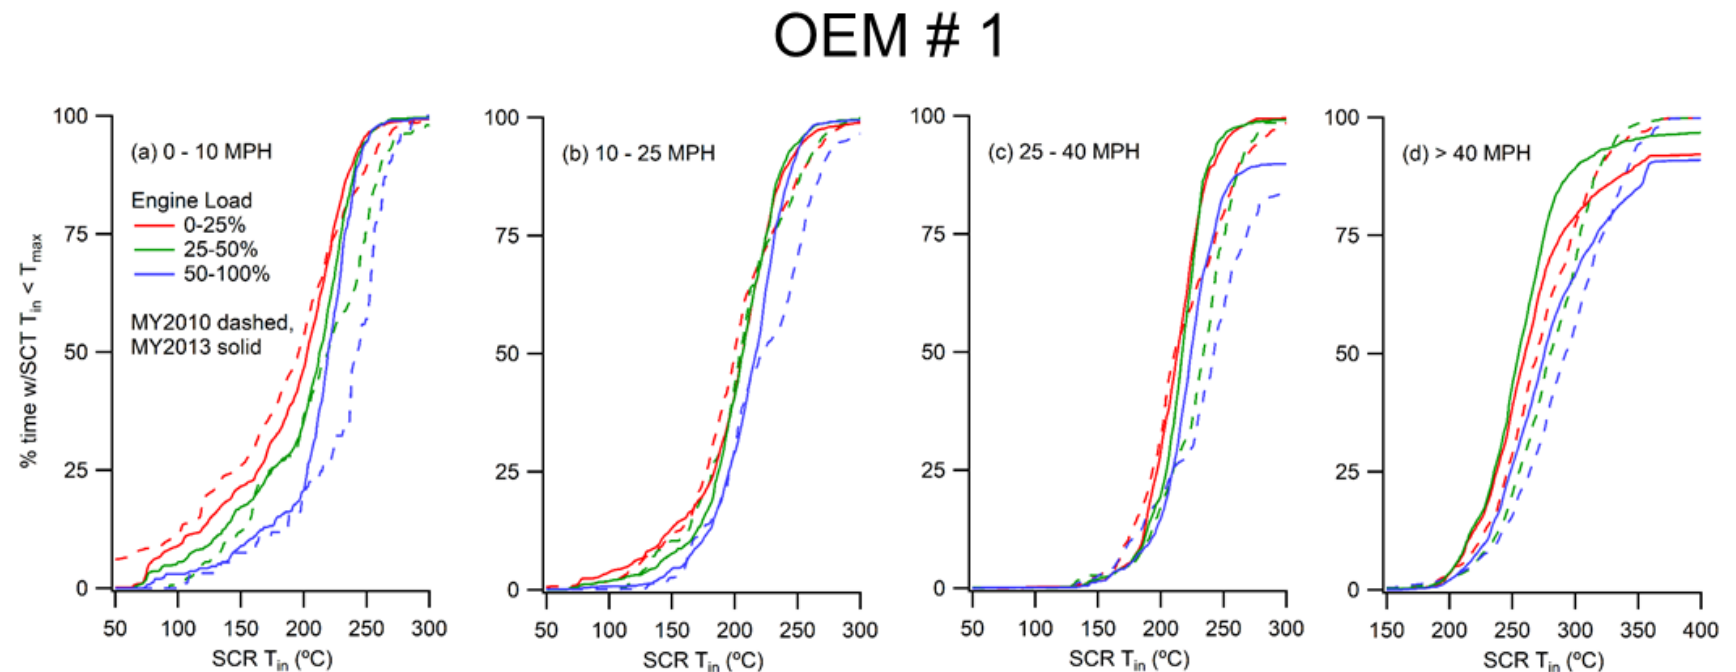 OEM # 1
% time w/SCT Tin < Tmax
100
75
50
25
0
(a) 0 - 10 MPH
Engine Load
0-25%
25-50%
50-100%
MY2010 dashed,
MY2013 solid
50 100 150 200 250 300
SCR Tin (ºC)
100
75
50
25
0
(b) 10 - 25 MPH
50 100 150 200 250 300
SCR Tin (ºC)
100
75
50
25
0
(c) 25 - 40 MPH
50 100 150 200 250 300
SCR Tin (ºC)
100
75
50
25
0
(d) > 40 MPH
150 200 250 300 350 400
SCR Tin (ºC)